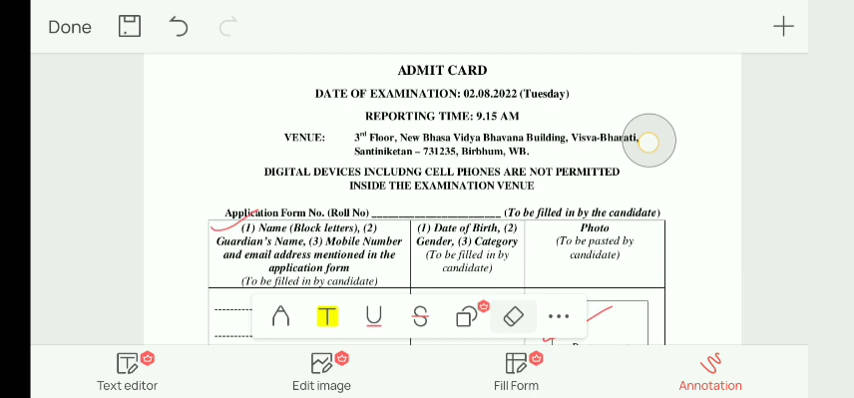 Done
ADMIT CARD
DATE OF EXAMINATION: 02.08.2022 (Tuesday)
REPORTING TIME: 9.15 AM
VENUE: 3rd Floor, New Bhasa Vidya Bhavana Building, Visva-Bharati,
Santiniketan – 731235, Birbhum, WB.
DIGITAL DEVICES INCLUDNG CELL PHONES ARE NOT PERMITTED
INSIDE THE EXAMINATION VENUE
Application Form No. (Roll No) ________________________ (To be filled in by the candidate)
(1) Name (Block letters), (2)
Guardian's Name, (3) Mobile Number
and email address mentioned in the
application form
(To be filled in by candidate)
(1) Date of Birth, (2)
Gender, (3) Category
(To be filled in by
candidate)
Photo
(To be pasted by
candidate)
T U S
Text editor
Edit image
Fill Form
Annotation